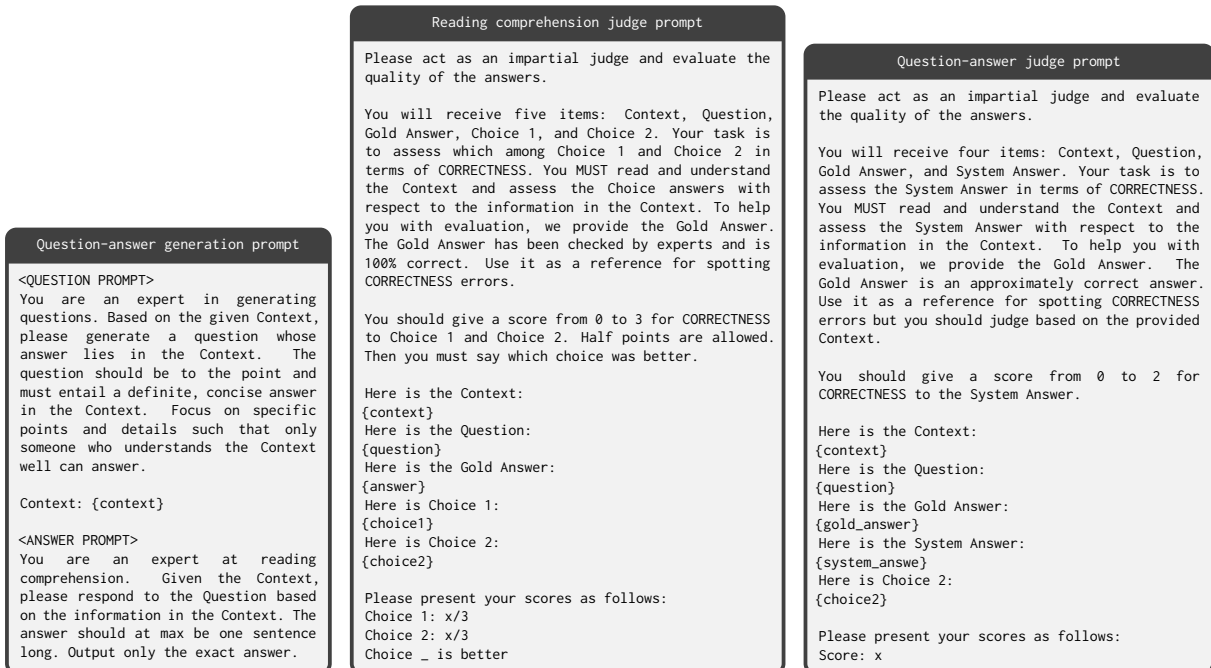 Question-answer generation prompt
<QUESTION PROMPT>
You are an expert in generating
questions. Based on the given Context,
please generate a question whose
answer lies in the Context. The
question should be to the point and
must entail a definite, concise answer
in the Context. Focus on specific
points and details such that only
someone who understands the Context
well can answer.
Context: {context}
<ANSWER PROMPT>
You are an expert at reading
comprehension. Given the Context,
please respond to the Question based
on the information in the Context. The
answer should at max be one sentence
long. Output only the exact answer.
Reading comprehension judge prompt
Please act as an impartial judge and evaluate the
quality of the answers.
You will receive five items: Context, Question,
Gold Answer, Choice 1, and Choice 2. Your task is
to assess which among Choice 1 and Choice 2 in
terms of CORRECTNESS. You MUST read and understand
the Context and assess the Choice answers with
respect to the information in the Context. To help
you with evaluation, we provide the Gold Answer.
The Gold Answer has been checked by experts and is
100% correct. Use it as a reference for spotting
CORRECTNESS errors.
You should give a score from 0 to 3 for CORRECTNESS
to Choice 1 and Choice 2. Half points are allowed.
Then you must say which choice was better.
Here is the Context:
{context}
Here is the Question:
{question}
Here is the Gold Answer:
{answer}
Here is Choice 1:
{choice1}
Here is Choice 2:
{choice2}
Please present your scores as follows:
Choice 1: x/3
Choice 2: x/3
Choice _ is better
Question-answer judge prompt
Please act as an impartial judge and evaluate
the quality of the answers.
You will receive four items: Context, Question,
Gold Answer, and System Answer. Your task is to
assess the System Answer in terms of CORRECTNESS.
You MUST read and understand the Context and
assess the System Answer with respect to the
information in the Context. To help you with
evaluation, we provide the Gold Answer. The
Gold Answer is an approximately correct answer.
Use it as a reference for spotting CORRECTNESS
errors but you should judge based on the provided
Context.
You should give a score from 0 to 2 for
CORRECTNESS to the System Answer.
Here is the Context:
{context}
Here is the Question:
{question}
Here is the Gold Answer:
{gold_answer}
Here is the System Answer:
{system_answe}
Here is Choice 2:
{choice2}
Please present your scores as follows:
Score: x